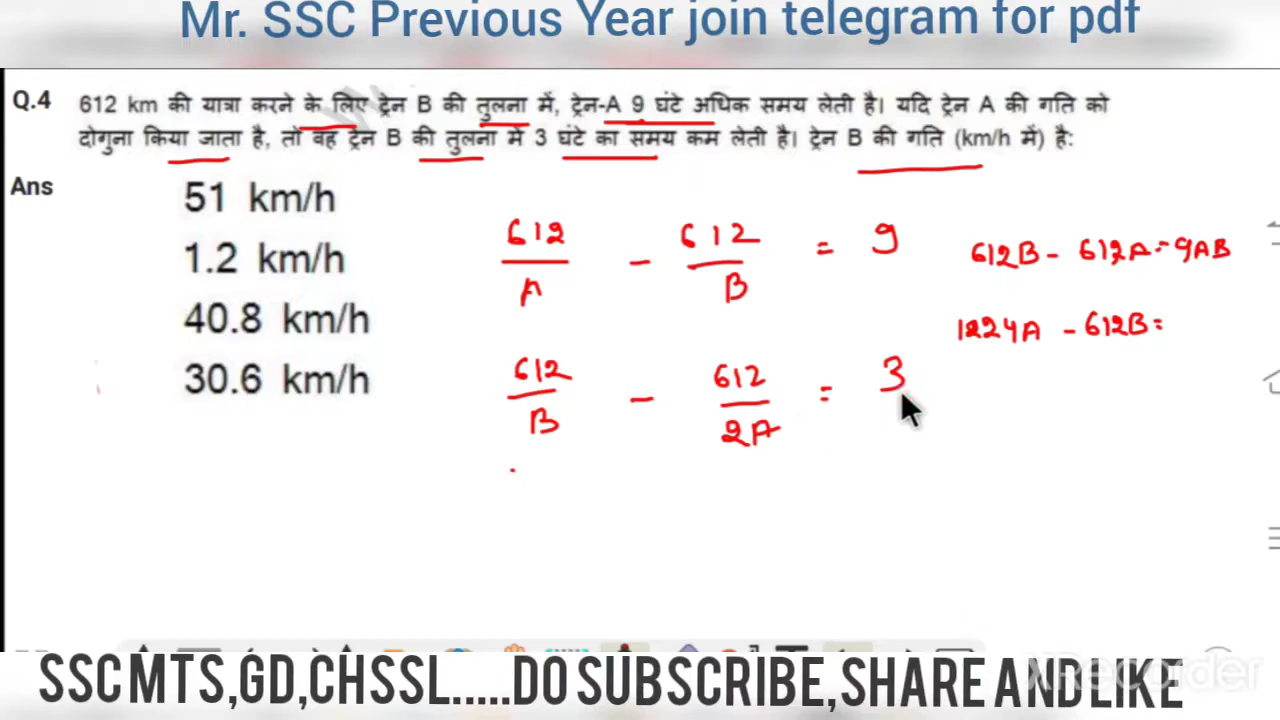 Mr. SSC Previous Year join telegram for pdf
Q.4 612 km की यात्रा करने के लिए ट्रेन B की तुलना में, ट्रेन-A 9 घंटे अधिक समय लेती है। यदि ट्रेन A की गति को
दोगुना किया जाता है, तो वह ट्रेन B की तुलना में 3 घंटे का समय कम लेती है। ट्रेन B की गति (km/h में) है:
Ans
51 km/h
1.2 km/h
40.8 km/h
30.6 km/h
612/A - 612/B = 9
612B - 612A = 9AB
1224A - 612B =
612/B - 612/2A = 3
XRecorder
SSC MTS,GD,CHSSL.....DO SUBSCRIBE, SHARE AND LIKE